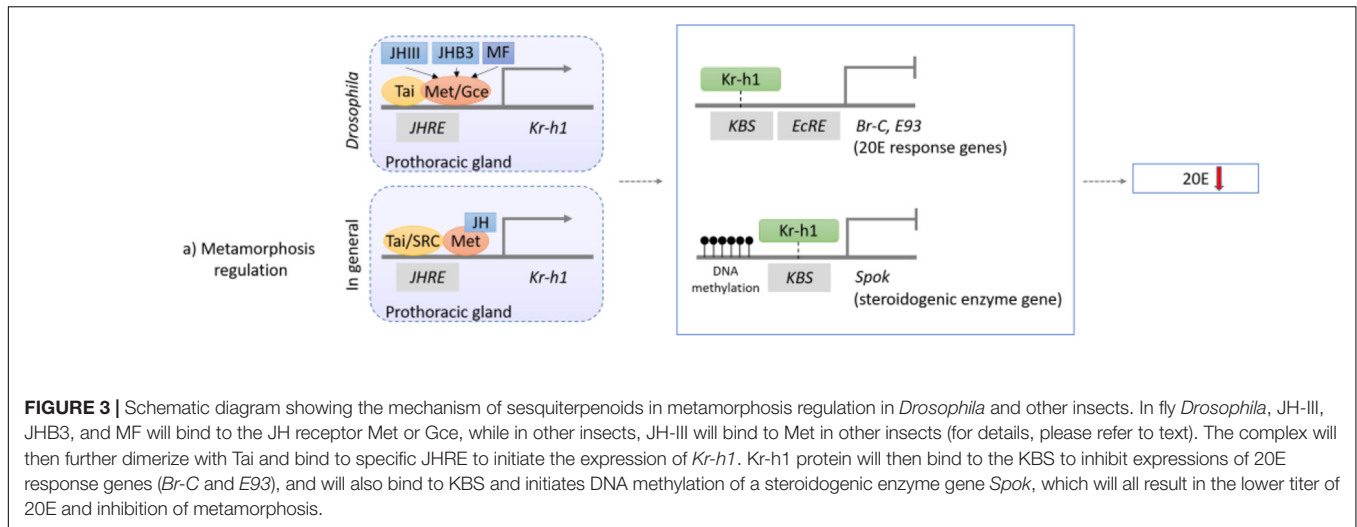 a) Metamorphosis
regulation
Drosophila
JHIII JHB3 MF
Tai Met/Gce
JHRE Kr-h1
Prothoracic gland
In general
JH
Tai/SRC Met
JHRE Kr-h1
Prothoracic gland
Kr-h1
KBS EcRE Br-C, E93
(20E response genes)
Kr-h1
DNA
methylation
KBS Spok
(steroidogenic enzyme gene)
20E
FIGURE 3 | Schematic diagram showing the mechanism of sesquiterpenoids in metamorphosis regulation in Drosophila and other insects. In fly Drosophila, JH-III,
JHB3, and MF will bind to the JH receptor Met or Gce, while in other insects, JH-III will bind to Met in other insects (for details, please refer to text). The complex will
then further dimerize with Tai and bind to specific JHRE to initiate the expression of Kr-h1. Kr-h1 protein will then bind to the KBS to inhibit expressions of 20E
response genes (Br-C and E93), and will also bind to KBS and initiates DNA methylation of a steroidogenic enzyme gene Spok, which will all result in the lower titer of
20E and inhibition of metamorphosis.